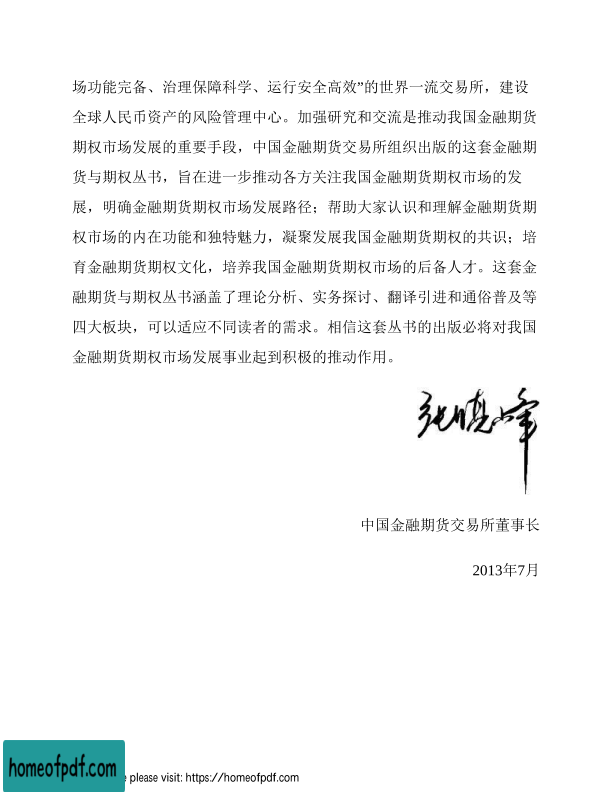 场功能完备、治理保障科学、运行安全高效”的世界一流交易所，建设
全球人民币资产的风险管理中心。加强研究和交流是推动我国金融期货
期权市场发展的重要手段，中国金融期货交易所组织出版的这套金融期
货与期权丛书，旨在进一步推动各方关注我国金融期货期权市场的发
展，明确金融期货期权市场发展路径；帮助大家认识和理解金融期货期
权市场的内在功能和独特魅力，凝聚发展我国金融期货期权的共识；培
育金融期货期权文化，培养我国金融期货期权市场的后备人才。这套金
融期货与期权丛书涵盖了理论分析、实务探讨、翻译引进和通俗普及等
四大板块，可以适应不同读者的需求。相信这套丛书的出版必将对我国
金融期货期权市场发展事业起到积极的推动作用。
张晓峰
中国金融期货交易所董事长
2013年7月
homeofpdf.com
e please visit: https://homeofpdf.com